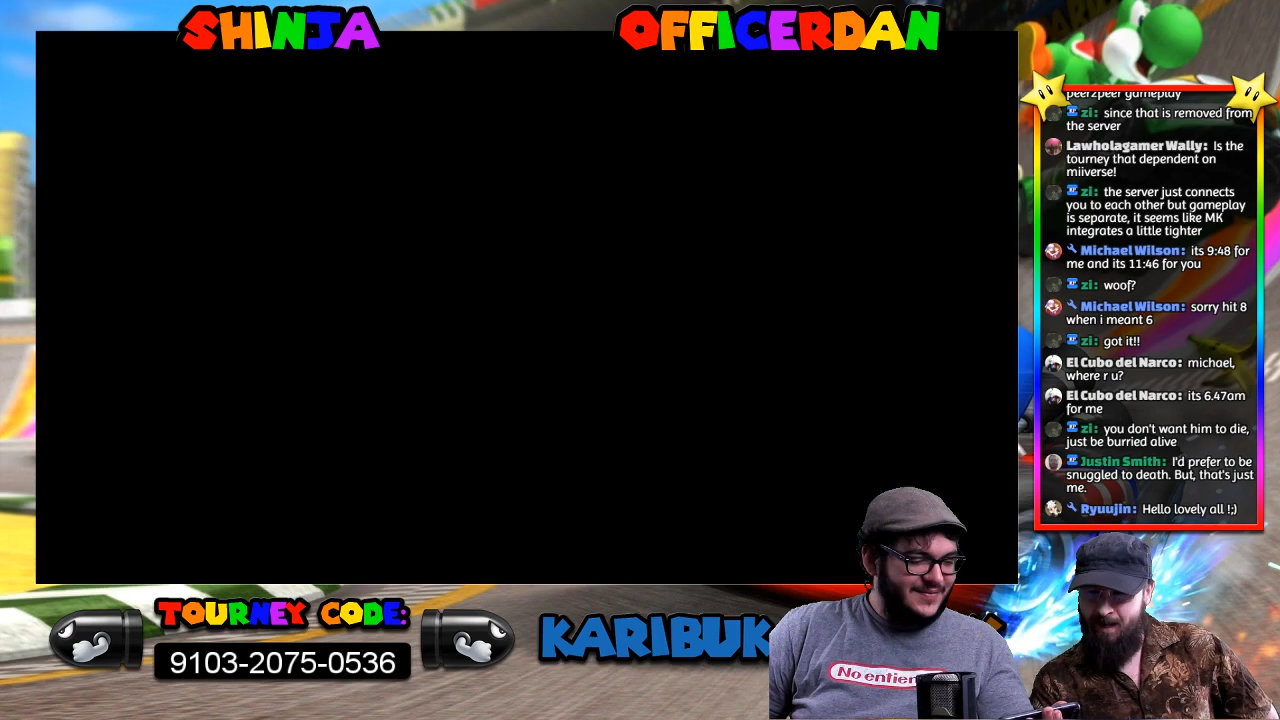 SHINJA
OFFICERDAN
peer2peer gameplay
zi: since that is removed from
the server
Lawholagamer Wally: Is the
tourney that dependent on
miiverse!
zi: the server just connects
you to each other but gameplay
is separate, it seems like MK
integrates a little tighter
Michael Wilson: its 9:48 for
me and its 11:46 for you
zi: woof?
Michael Wilson: sorry hit 8
when i meant 6
zi: got it!!
El Cubo del Narco: michael,
where r u?
El Cubo del Narco: its 6.47am
for me
zi: you don't want him to die,
just be burried alive
Justin Smith: I'd prefer to be
snuggled to death. But, that's just
me.
Ryuujin: Hello lovely all !;)
TOURNEY CODE:
9103-2075-0536
KARIBUK
No entien